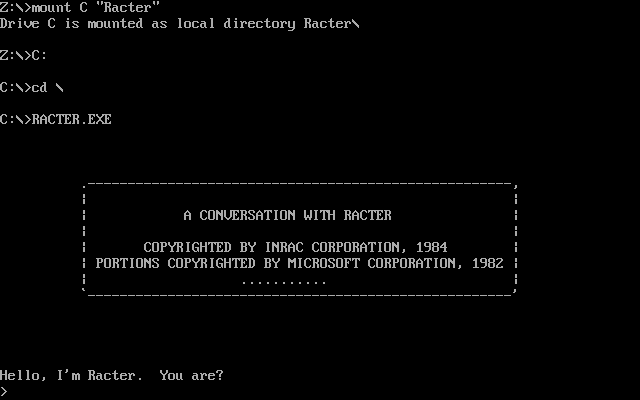 Z:\>mount C "Racter"
Drive C is mounted as local directory Racter\
Z:\>C:
C:\>cd \
C:\>RACTER.EXE
A CONVERSATION WITH RACTER
COPYRIGHTED BY INRAC CORPORATION, 1984
PORTIONS COPYRIGHTED BY MICROSOFT CORPORATION, 1982
...........
Hello, I'm Racter.  You are?
>